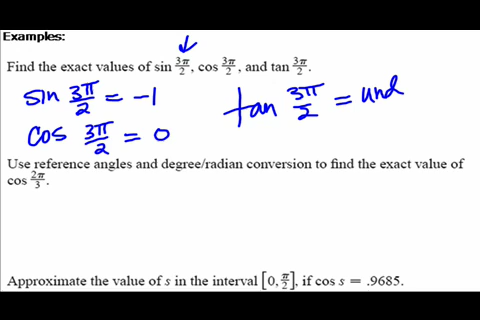 Examples:
Find the exact values of sin 3π/2, cos 3π/2, and tan 3π/2.
sin 3π/2 = -1
tan 3π/2 = und
cos 3π/2 = 0
Use reference angles and degree/radian conversion to find the exact value of
cos 2π/3.
Approximate the value of s in the interval [0, π/2], if cos s = .9685.